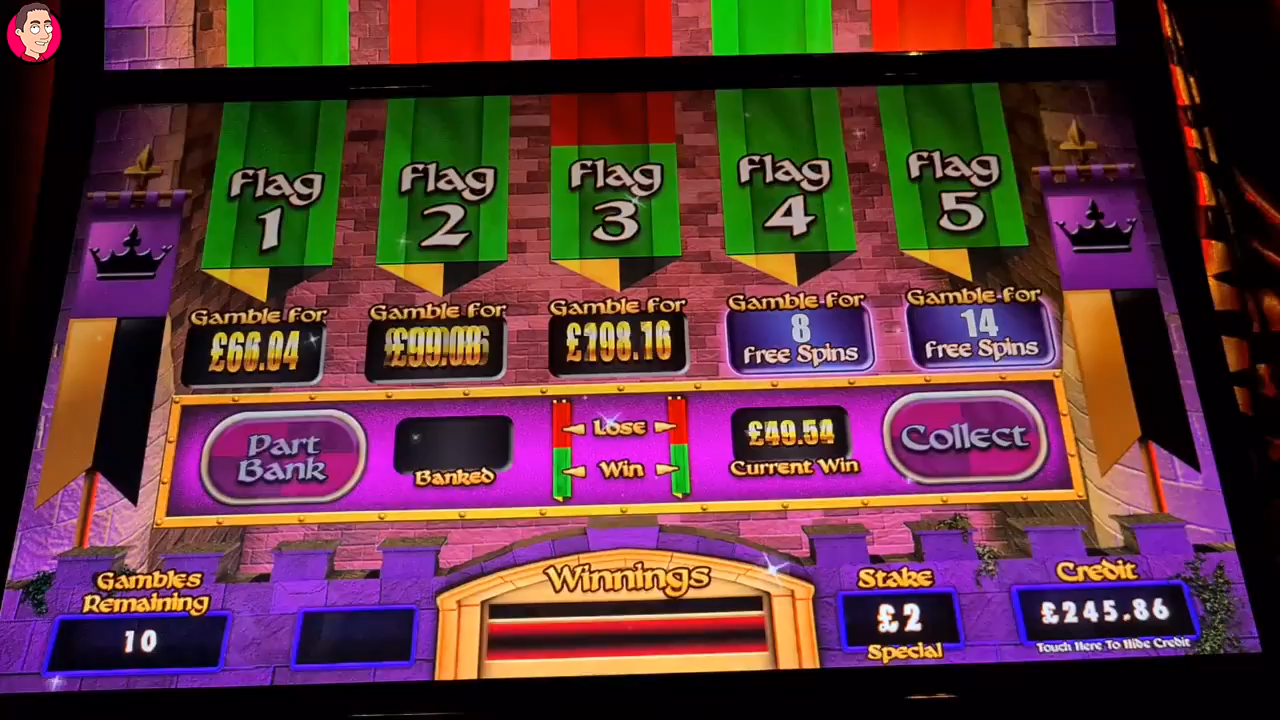 Flag
1
Flag
2
Flag
3
Flag
4
Flag
5
Gamble for
£66.04
Gamble for
£99.08
Gamble for
£198.16
Gamble for
8
Free Spins
Gamble for
14
Free Spins
Part
Bank
Banked
Lose
Win
£49.54
Current Win
Collect
Gambles
Remaining
10
Winnings
Stake
£2
Special
Credit
£245.86
Touch Here To Hide Credit